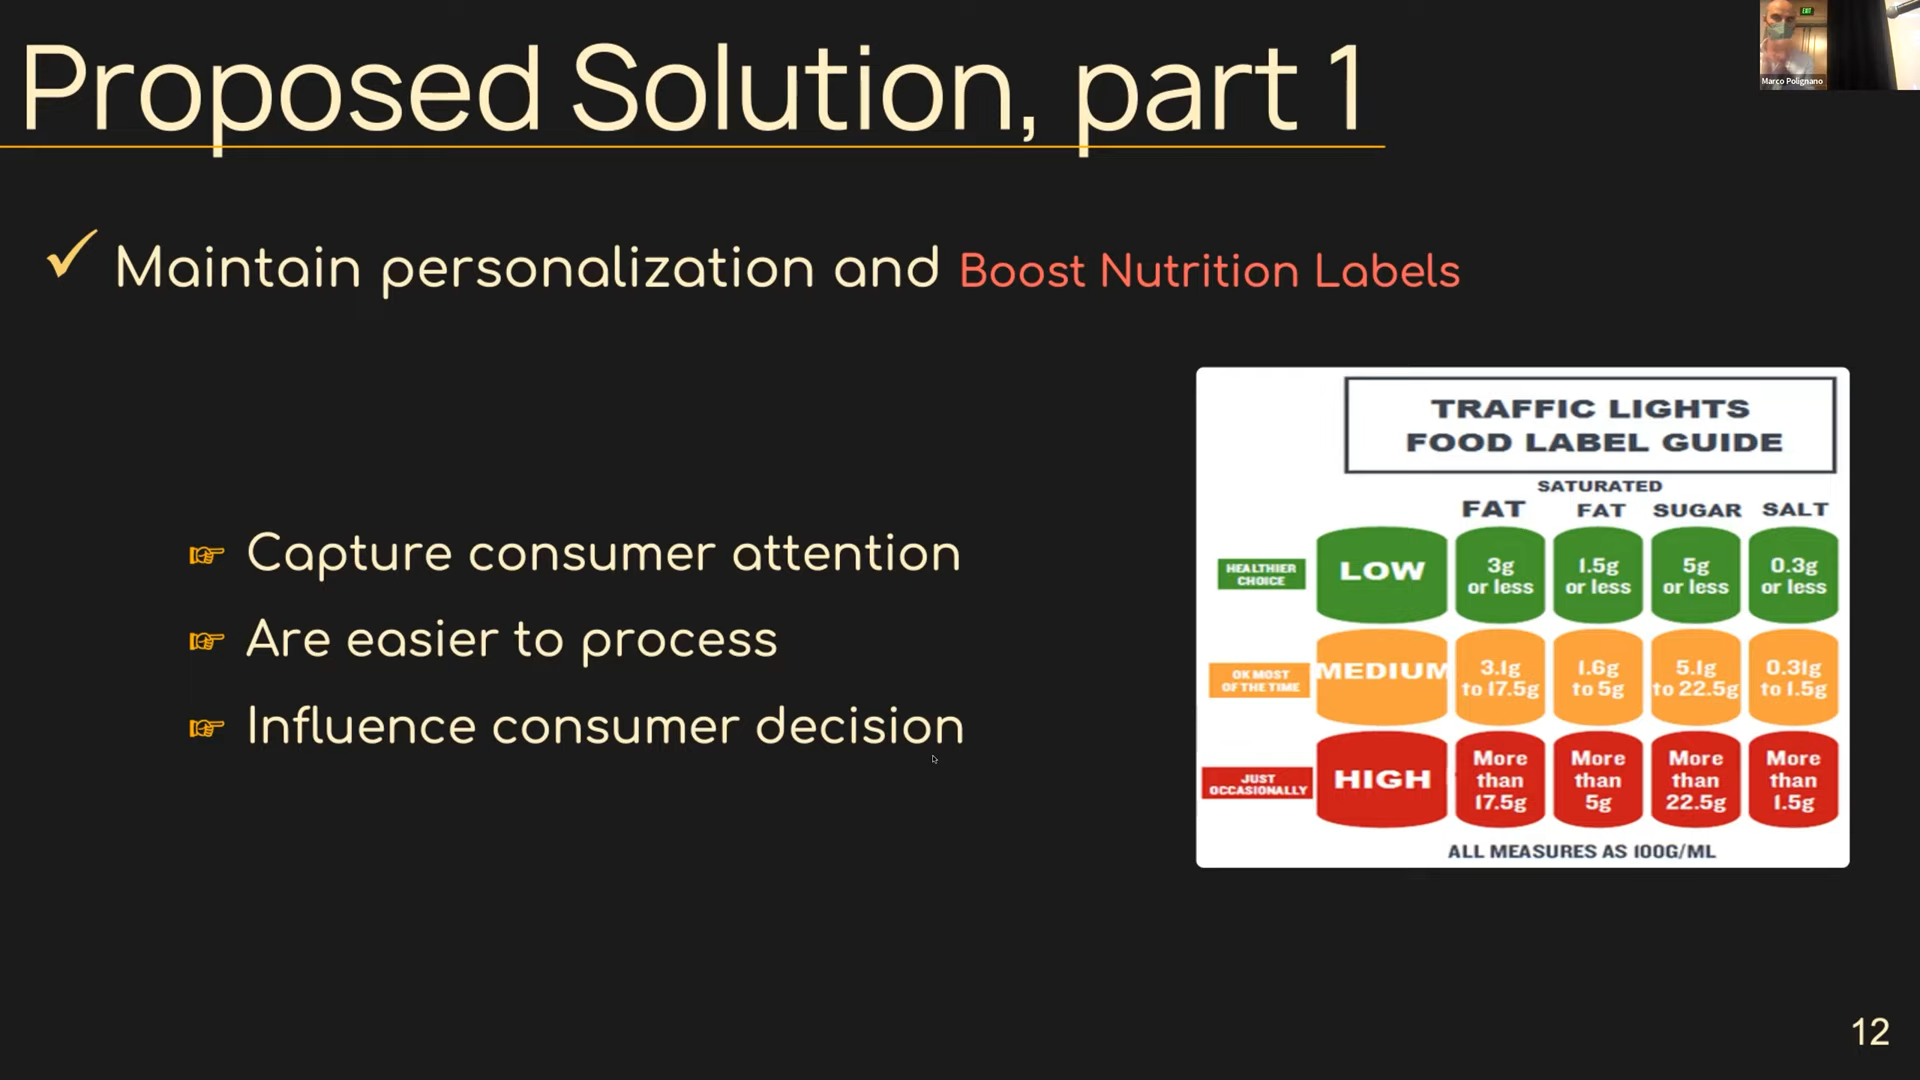 Proposed Solution, part 1
EXIT
Marco Polignano
✓ Maintain personalization and Boost Nutrition Labels
☞ Capture consumer attention
☞ Are easier to process
☞ Influence consumer decision
TRAFFIC LIGHTS
FOOD LABEL GUIDE
SATURATED
FAT FAT SUGAR SALT
HEALTHIER
CHOICE
LOW
3g
or less
1.5g
or less
5g
or less
0.3g
or less
OK MOST
OF THE TIME
MEDIUM
3.1g
to 17.5g
1.6g
to 5g
5.1g
to 22.5g
0.31g
to 1.5g
JUST
OCCASIONALLY
HIGH
More
than
17.5g
More
than
5g
More
than
22.5g
More
than
1.5g
ALL MEASURES AS 100G/ML
12